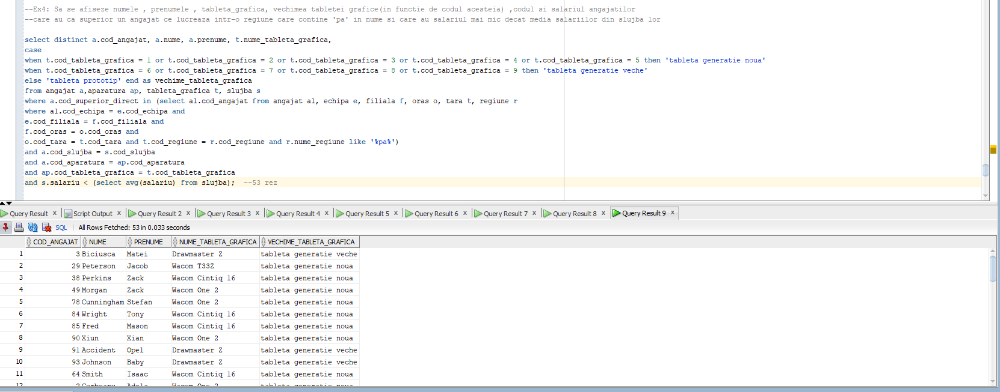 --Ex4: Sa se afiseze numele , prenumele , tableta_grafica, vechimea tabletei grafice(in functie de codul acesteia) ,codul si salariul angajatilor
--care au ca superior un angajat ce lucreaza intr-o regiune care contine 'pa' in nume si care au salariul mai mic decat media salariilor din slujba lor
select distinct a.cod_angajat, a.nume, a.prenume, t.nume_tableta_grafica,
case
when t.cod_tableta_grafica = 1 or t.cod_tableta_grafica = 2 or t.cod_tableta_grafica = 3 or t.cod_tableta_grafica = 4 or t.cod_tableta_grafica = 5 then 'tableta generatie noua'
when t.cod_tableta_grafica = 6 or t.cod_tableta_grafica = 7 or t.cod_tableta_grafica = 8 or t.cod_tableta_grafica = 9 then 'tableta generatie veche'
else 'tableta prototip' end as vechime_tableta_grafica
from angajat a,aparatura ap, tableta_grafica t, slujba s
where a.cod_superior_direct in (select al.cod_angajat from angajat al, echipa e, filiala f, oras o, tara t, regiune r
where al.cod_echipa = e.cod_echipa and
e.cod_filiala = f.cod_filiala and
f.cod_oras = o.cod_oras and
o.cod_tara = t.cod_tara and t.cod_regiune = r.cod_regiune and r.nume_regiune like '%pa%')
and a.cod_slujba = s.cod_slujba
and a.cod_aparatura = ap.cod_aparatura
and ap.cod_tableta_grafica = t.cod_tableta_grafica
and s.salariu < (select avg(salariu) from slujba);  --53 rez
Query Result x Script Output x Query Result 2 x Query Result 3 x Query Result 4 x Query Result 5 x Query Result 6 x Query Result 7 x Query Result 8 x Query Result 9 x
SQL | All Rows Fetched: 53 in 0.033 seconds
COD_ANGAJAT NUME PRENUME NUME_TABLETA_GRAFICA VECHIME_TABLETA_GRAFICA
1 3 Biciusca Matei Drawmaster Z tableta generatie veche
2 29 Peterson Jacob Wacom T33Z tableta generatie noua
3 38 Perkins Zack Wacom Cintiq 16 tableta generatie noua
4 49 Morgan Zack Wacom One 2 tableta generatie noua
5 78 Cunningham Stefan Wacom One 2 tableta generatie noua
6 84 Wright Tony Wacom Cintiq 16 tableta generatie noua
7 85 Fred Mason Wacom Cintiq 16 tableta generatie noua
8 90 Xiun Xian Wacom One 2 tableta generatie noua
9 91 Accident Opel Drawmaster Z tableta generatie veche
10 93 Johnson Baby Drawmaster Z tableta generatie veche
11 64 Smith Isaac Wacom Cintiq 16 tableta generatie noua
12 2 Wacom One 2 tableta generatie noua